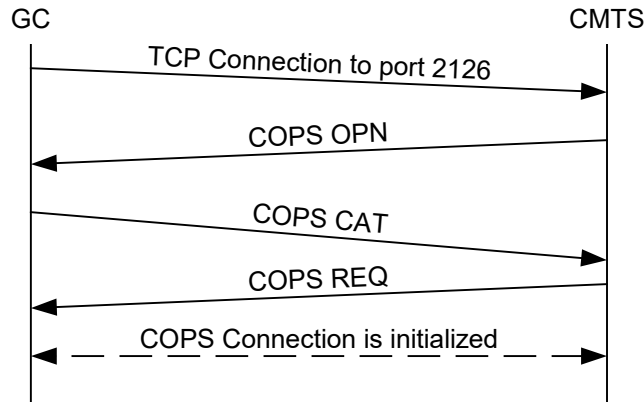 GC
CMTS
TCP Connection to port 2126
COPS OPN
COPS CAT
COPS REQ
COPS Connection is initialized